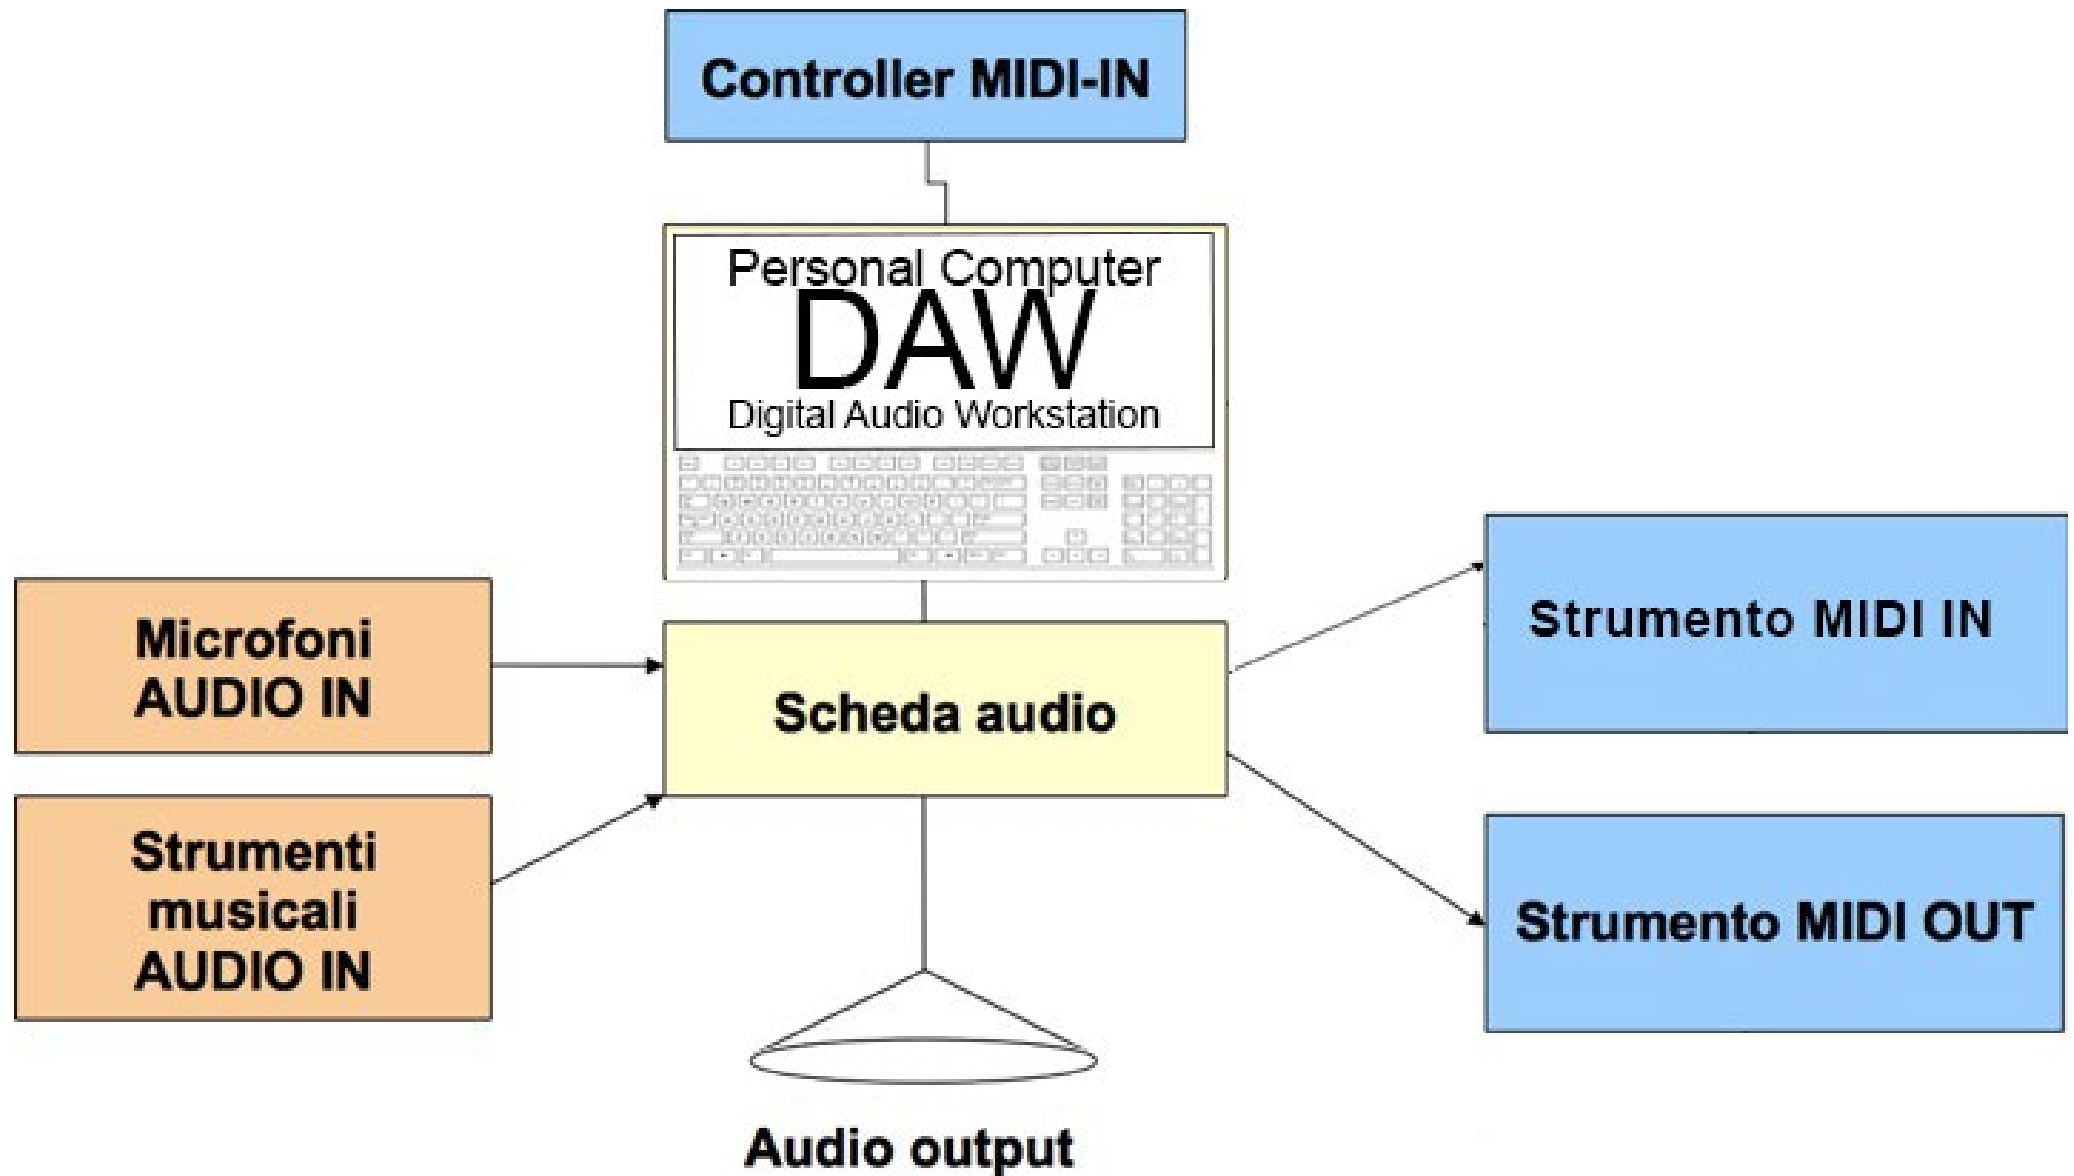 Controller MIDI-IN
Personal Computer
DAW
Digital Audio Workstation
Microfoni
AUDIO IN
Scheda audio
Strumento MIDI IN
Strumenti
musicali
AUDIO IN
Strumento MIDI OUT
Audio output